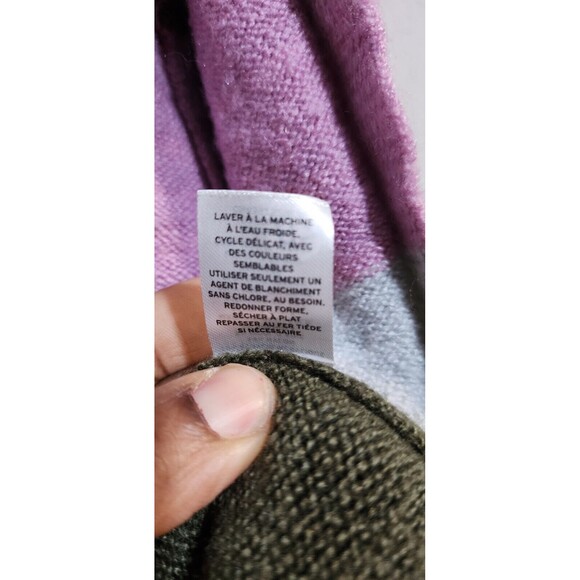 LAVER À LA MACHINE
À L'EAU FROIDE.
CYCLE DÉLICAT, AVEC
DES COULEURS
SEMBLABLES
UTILISER SEULEMENT UN
AGENT DE BLANCHIMENT
SANS CHLORE, AU BESOIN.
REDONNER FORME,
SÉCHER À PLAT
REPASSER AU FER TIÉDE
SI NÉCESSAIRE